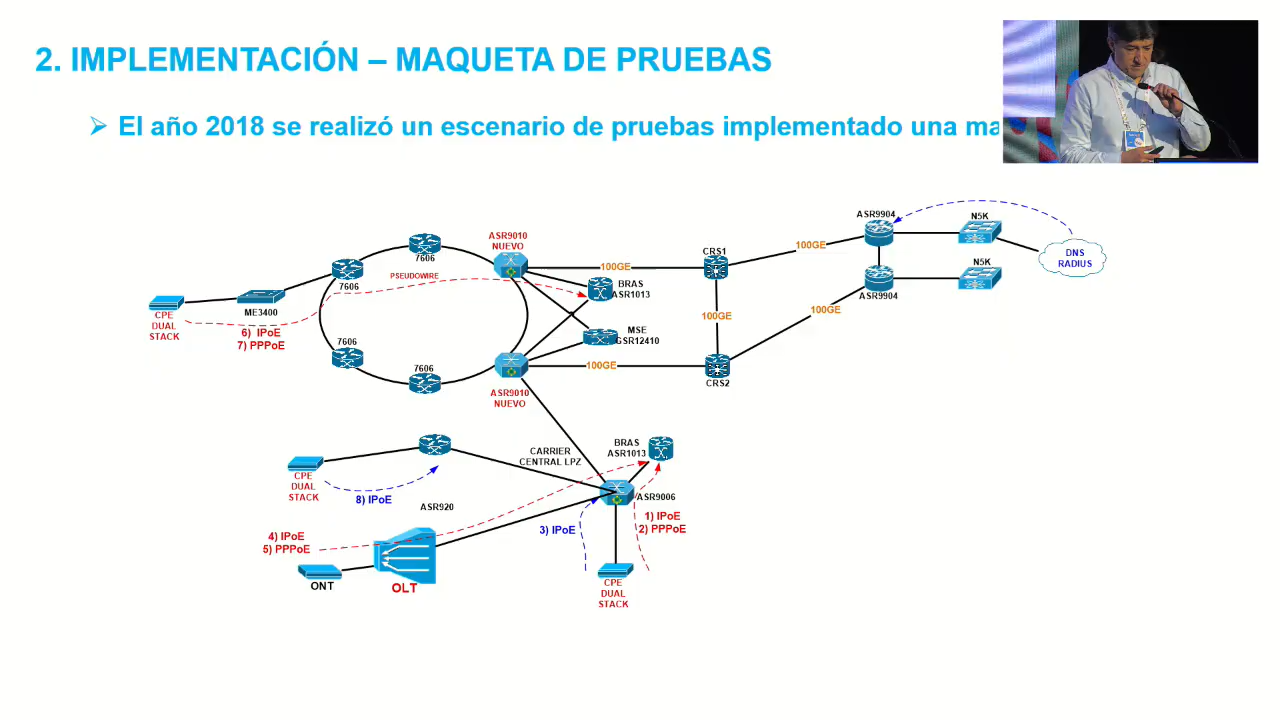 2. IMPLEMENTACIÓN – MAQUETA DE PRUEBAS
➢ El año 2018 se realizó un escenario de pruebas implementado una
ASR9904
N5K
ASR9010
NUEVO
7606
100GE
CRS1
100GE
DNS
RADIUS
N5K
ASR9904
7606
PSEUDOWIRE
BRAS
ASR1013
CPE
DUAL
STACK
ME3400
6) IPoE
7) PPPoE
100GE
100GE
MSE
GSR12410
7606
7606
100GE
CRS2
ASR9010
NUEVO
CARRIER
CENTRAL LPZ
BRAS
ASR1013
CPE
DUAL
STACK
8) IPoE
ASR9006
ASR920
3) IPoE
1) IPoE
2) PPPoE
4) IPoE
5) PPPoE
ONT
OLT
CPE
DUAL
STACK